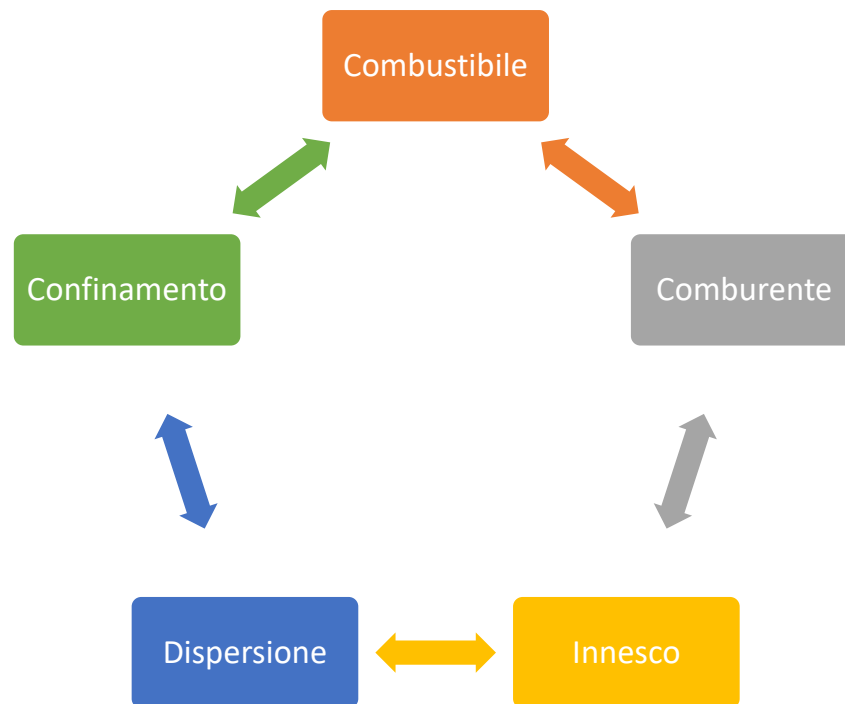 Combustibile
Confinamento
Comburente
Dispersione
Innesco